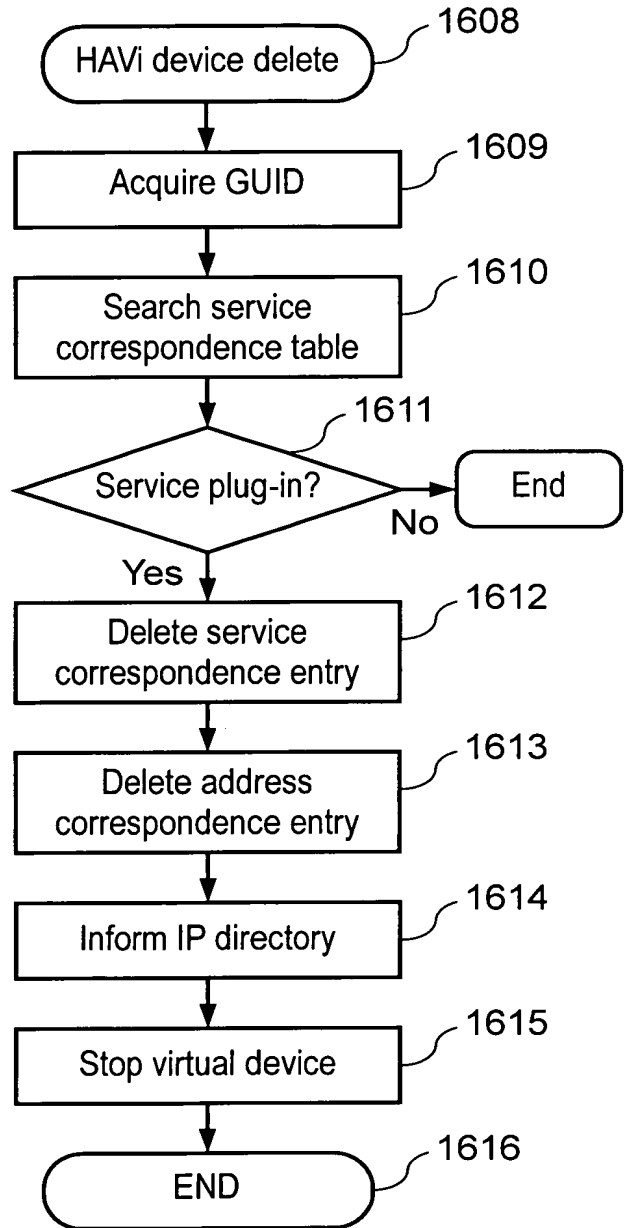 1608
HAVi device delete
1609
Acquire GUID
1610
Search service
correspondence table
1611
Service plug-in?
End
No
Yes
1612
Delete service
correspondence entry
1613
Delete address
correspondence entry
1614
Inform IP directory
1615
Stop virtual device
1616
END